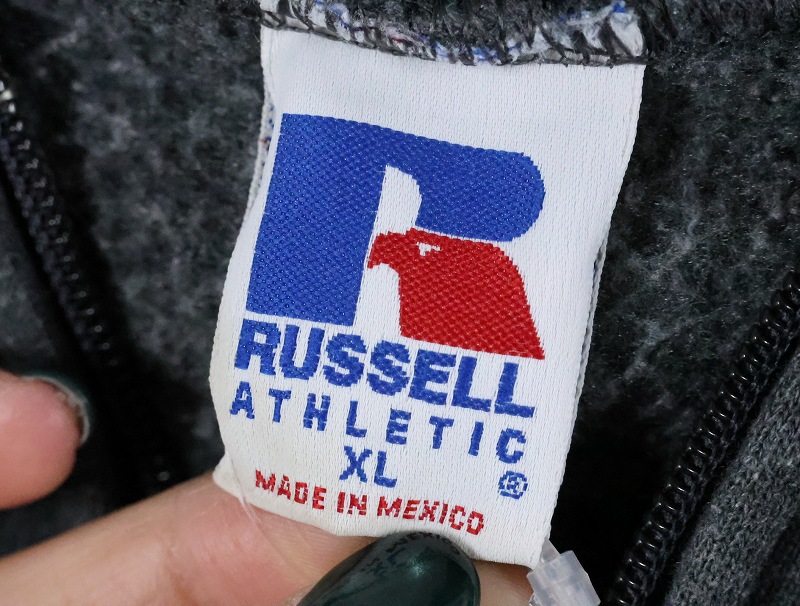 RUSSELL
ATHLETIC
XL ®
MADE IN MEXICO